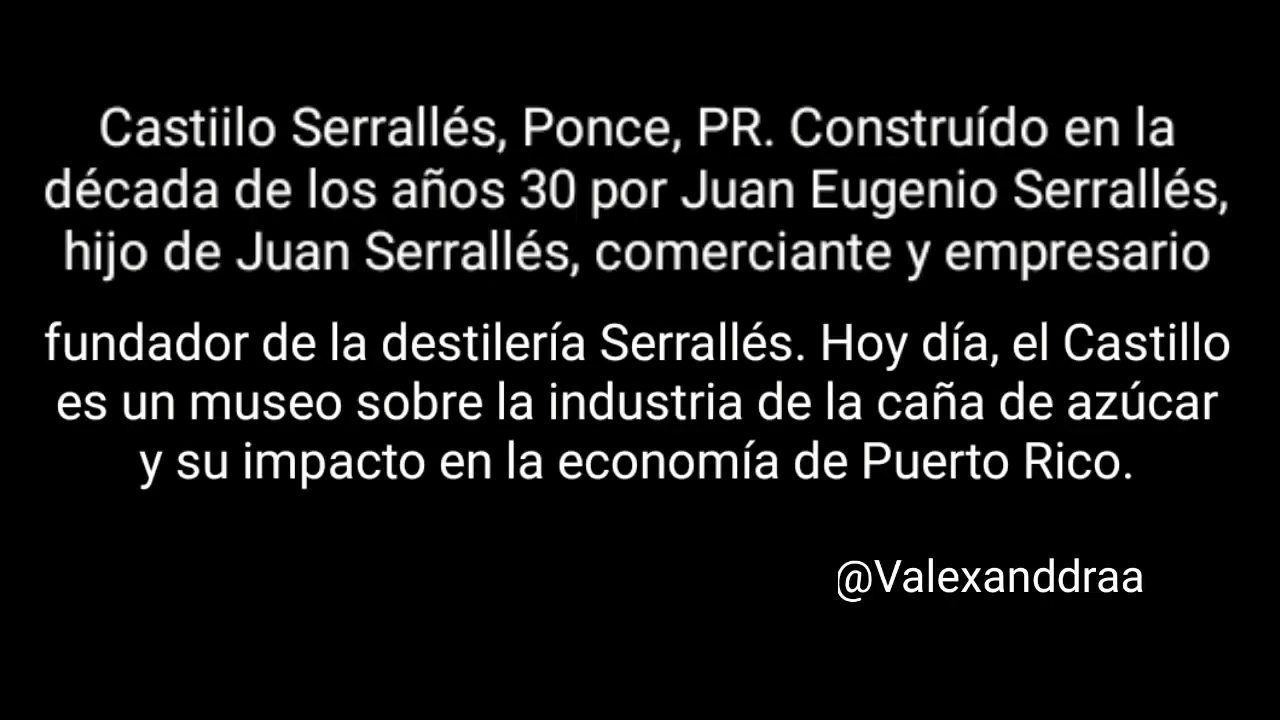 Castiilo Serrallés, Ponce, PR. Construído en la
década de los años 30 por Juan Eugenio Serrallés,
hijo de Juan Serrallés, comerciante y empresario
fundador de la destilería Serrallés. Hoy día, el Castillo
es un museo sobre la industria de la caña de azúcar
y su impacto en la economía de Puerto Rico.
@Valexanddraa